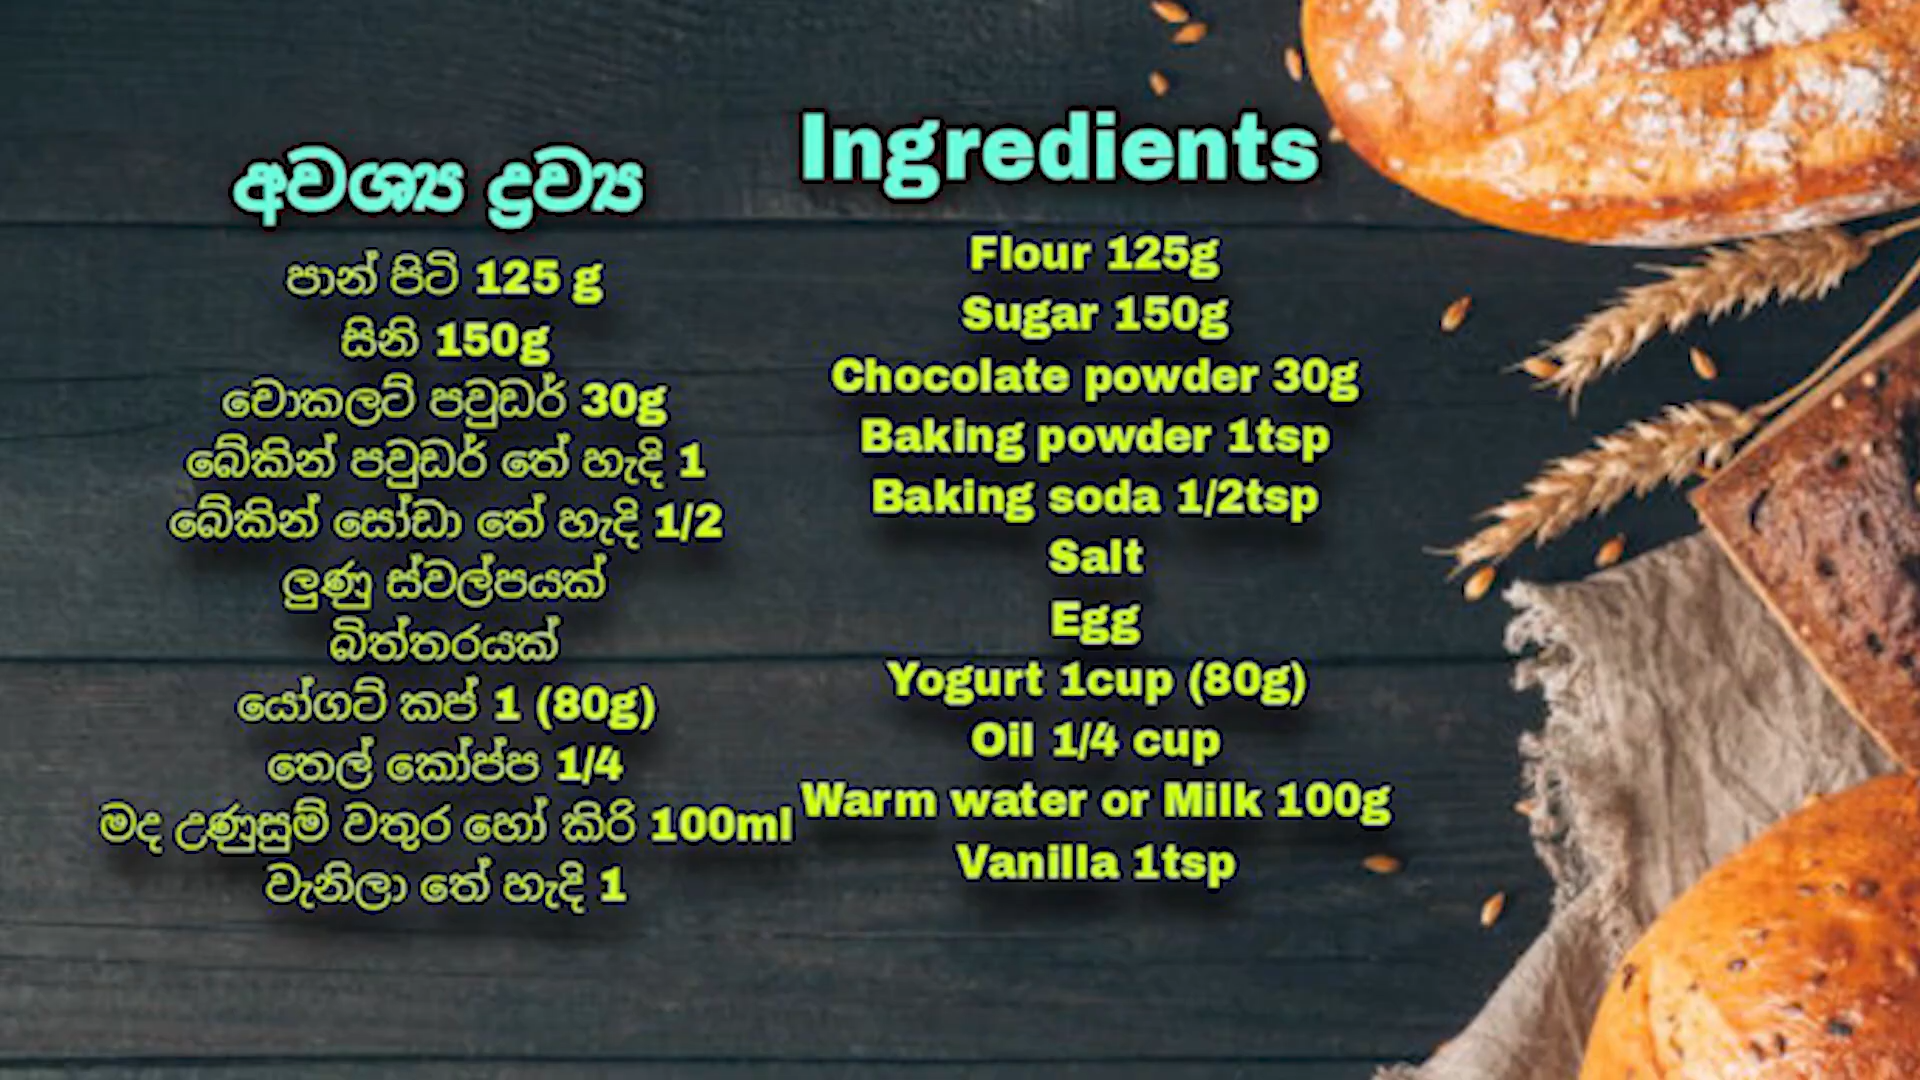 අවශ්‍ය ද්‍රව්‍ය
පාන් පිටි 125 g
සීනි 150g
චොකලට් පවුඩර් 30g
බේකින් පවුඩර් තේ හැදි 1
බේකින් සෝඩා තේ හැදි 1/2
ලුණු ස්වල්පයක්
බිත්තරයක්
යෝගට් කප් 1 (80g)
තෙල් කෝප්ප 1/4
මද උණුසුම් වතුර හෝ කිරි 100ml
වැනිලා තේ හැදි 1
Ingredients
Flour 125g
Sugar 150g
Chocolate powder 30g
Baking powder 1tsp
Baking soda 1/2tsp
Salt
Egg
Yogurt 1cup (80g)
Oil 1/4 cup
Warm water or Milk 100g
Vanilla 1tsp